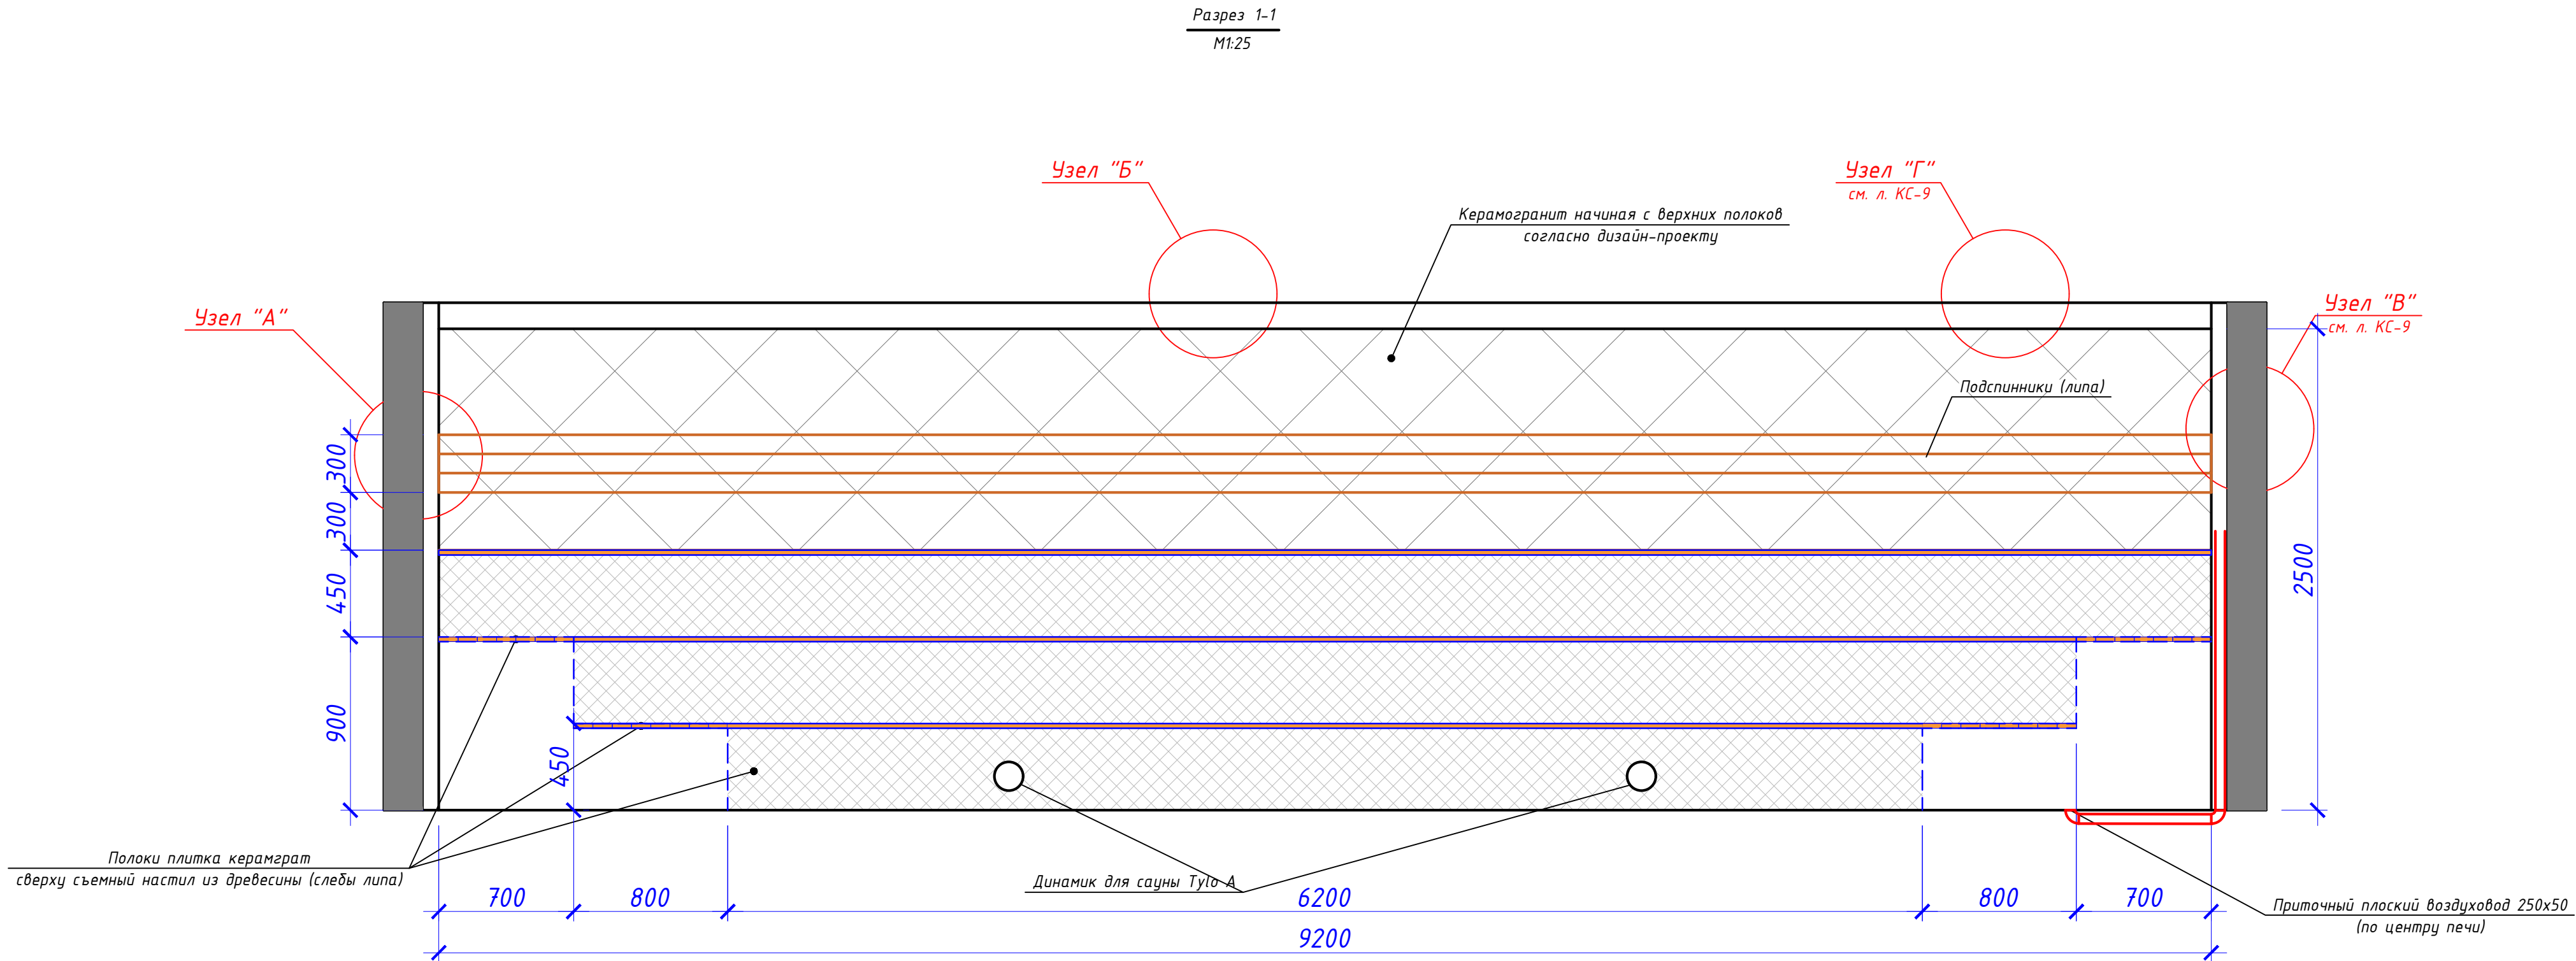 Разрез 1-1
М1:25
Узел "Б"
Узел "Г"
см. л. КС-9
Керамогранит начиная с верхних полоков
согласно дизайн-проекту
Узел "А"
Узел "В"
см. л. КС-9
Подспинники (липа)
300
300
450
900
450
2500
Полоки плитка керамграт
сверху съемный настил из древесины (слебы липа)
Динамик для сауны Tylo А
Приточный плоский воздуховод 250х50
(по центру печи)
700
800
6200
800
700
9200